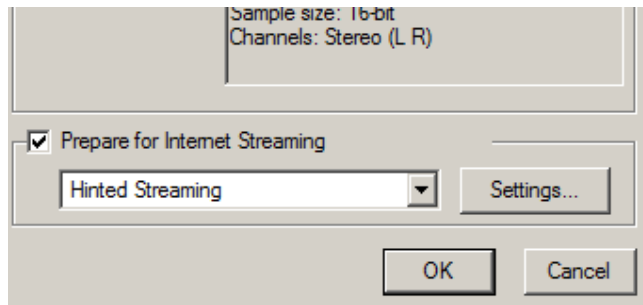 Sample size: 16-bit
Channels: Stereo (L R)
Prepare for Internet Streaming
Hinted Streaming
Settings...
OK
Cancel